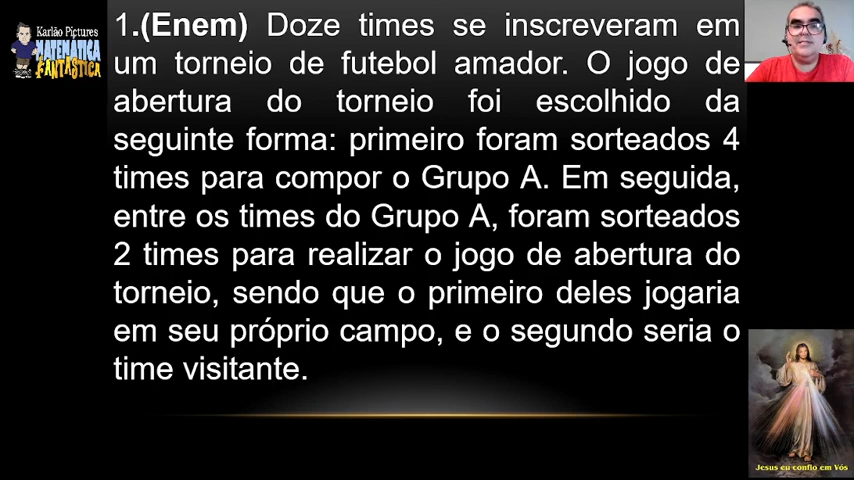 Karlão Pictures
MATEMÁTICA
FANTÁSTICA
1.(Enem) Doze times se inscreveram em
um torneio de futebol amador. O jogo de
abertura do torneio foi escolhido da
seguinte forma: primeiro foram sorteados 4
times para compor o Grupo A. Em seguida,
entre os times do Grupo A, foram sorteados
2 times para realizar o jogo de abertura do
torneio, sendo que o primeiro deles jogaria
em seu próprio campo, e o segundo seria o
time visitante.
Jesus eu confio em Vós